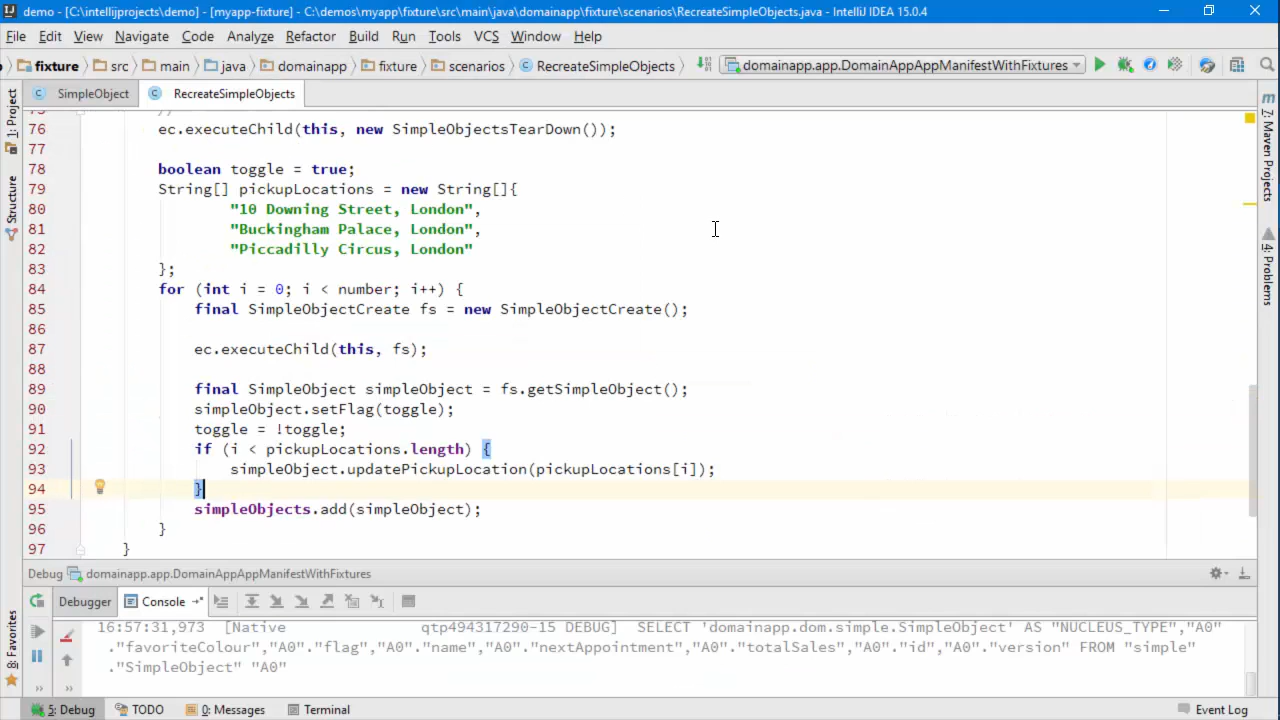 demo - [C:\intellijprojects\demo] - [myapp-fixture] - C:\demos\myapp\fixture\src\main\java\domainapp\fixture\scenarios\RecreateSimpleObjects.java - IntelliJ IDEA 15.0.4
File Edit View Navigate Code Analyze Refactor Build Run Tools VCS Window Help
fixture src main java domainapp fixture scenarios RecreateSimpleObjects domainapp.app.DomainAppAppManifestWithFixtures
SimpleObject RecreateSimpleObjects
1: Project
Structure
8: Favorites
m 7: Maven Projects
4: Problems
75 //
76 ec.executeChild(this, new SimpleObjectsTearDown());
77
78 boolean toggle = true;
79 String[] pickupLocations = new String[]{
80 "10 Downing Street, London",
81 "Buckingham Palace, London",
82 "Piccadilly Circus, London"
83 };
84 for (int i = 0; i < number; i++) {
85 final SimpleObjectCreate fs = new SimpleObjectCreate();
86
87 ec.executeChild(this, fs);
88
89 final SimpleObject simpleObject = fs.getSimpleObject();
90 simpleObject.setFlag(toggle);
91 toggle = !toggle;
92 if (i < pickupLocations.length) {
93 simpleObject.updatePickupLocation(pickupLocations[i]);
94 }
95 simpleObjects.add(simpleObject);
96 }
97 }
Debug domainapp.app.DomainAppAppManifestWithFixtures
Debugger Console
16:57:31,973 [Native qtp494317290-15 DEBUG] SELECT 'domainapp.dom.simple.SimpleObject' AS "NUCLEUS_TYPE","A0"
."favoriteColour","A0"."flag","A0"."name","A0"."nextAppointment","A0"."totalSales","A0"."id","A0"."version" FROM "simple"
."SimpleObject" "A0"
5: Debug TODO 0: Messages Terminal Event Log